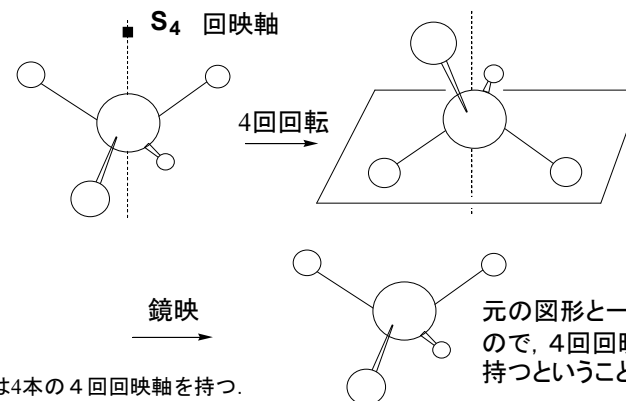 S₄ 回映軸
4回回転
鏡映
元の図形と一
ので, 4回回
持つということ
は4本の4回回映軸を持つ.